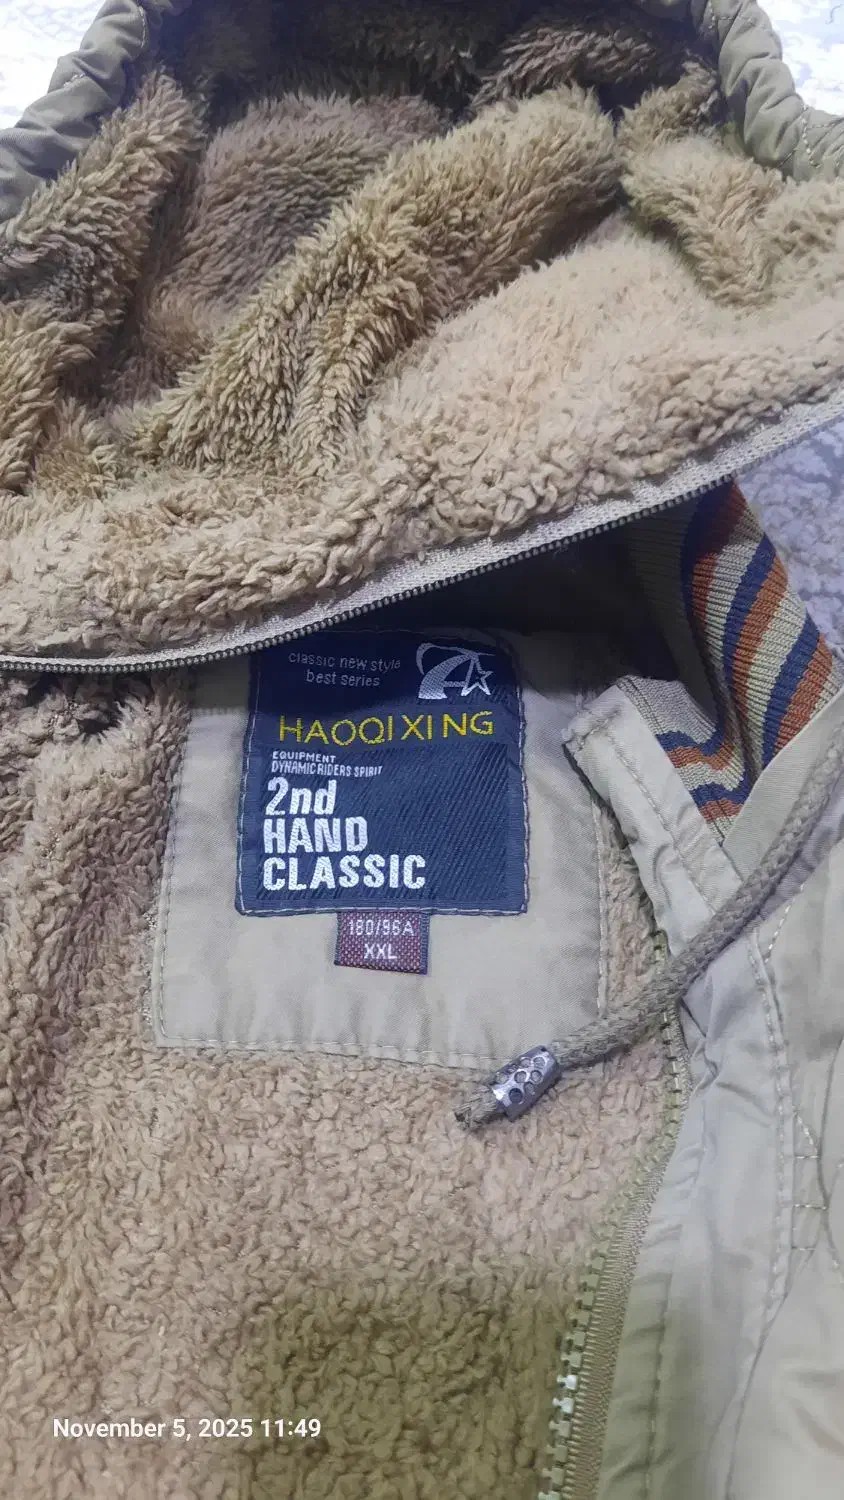 classic new style
best series
HAOQIXING
EQUIPMENT
DYNAMIC RIDERS SPIRIT
2nd
HAND
CLASSIC
180/96A
XXL
November 5, 2025 11:49